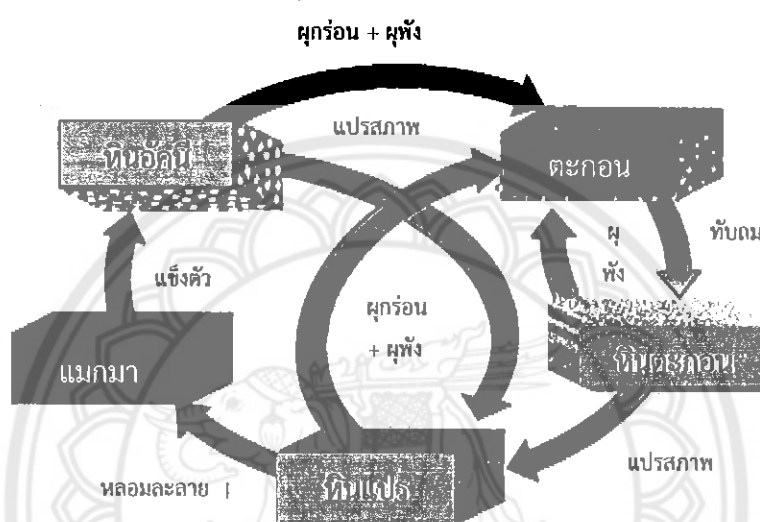 ผุกร่อน + ผุพัง
แปรสภาพ
หินอัคนี
ตะกอน
ผุ
พัง
ทับถม
แข็งตัว
ผุกร่อน
+ ผุพัง
แมกมา
หินตะกอน
แปรสภาพ
หลอมละลาย
หินแปร